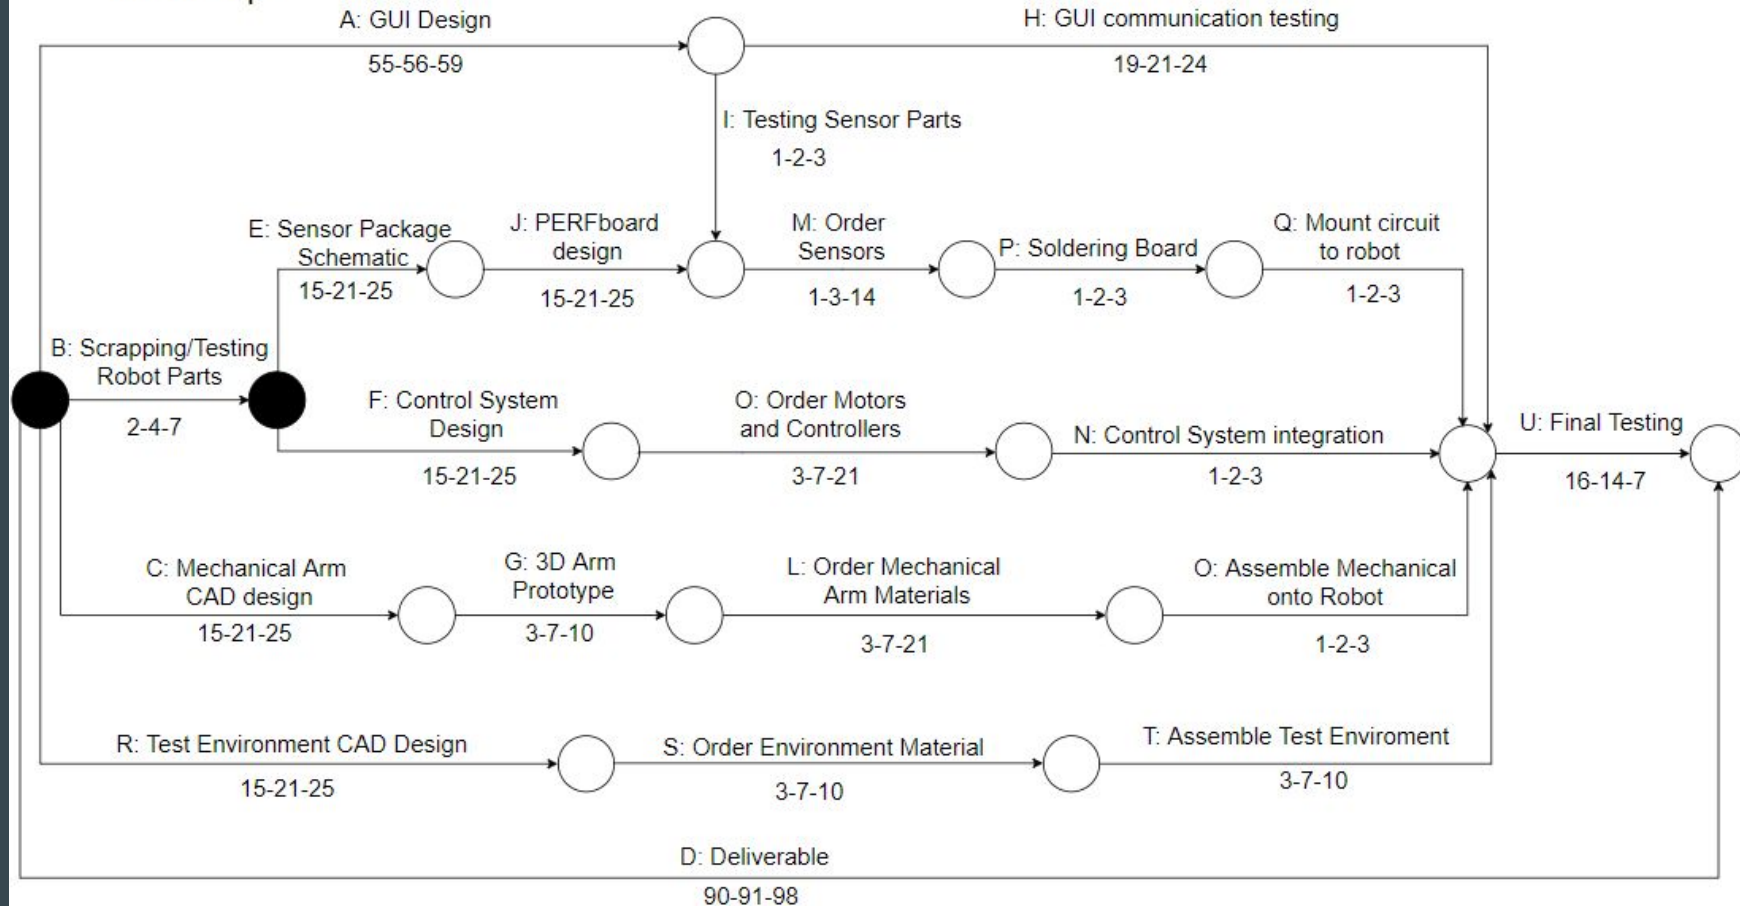 A: GUI Design
55-56-59
H: GUI communication testing
19-21-24
I: Testing Sensor Parts
1-2-3
E: Sensor Package
Schematic
15-21-25
J: PERFboard
design
15-21-25
M: Order
Sensors
1-3-14
P: Soldering Board
1-2-3
Q: Mount circuit
to robot
1-2-3
B: Scrapping/Testing
Robot Parts
2-4-7
F: Control System
Design
15-21-25
O: Order Motors
and Controllers
3-7-21
N: Control System integration
1-2-3
U: Final Testing
16-14-7
C: Mechanical Arm
CAD design
15-21-25
G: 3D Arm
Prototype
3-7-10
L: Order Mechanical
Arm Materials
3-7-21
O: Assemble Mechanical
onto Robot
1-2-3
R: Test Environment CAD Design
15-21-25
S: Order Environment Material
3-7-10
T: Assemble Test Enviroment
3-7-10
D: Deliverable
90-91-98